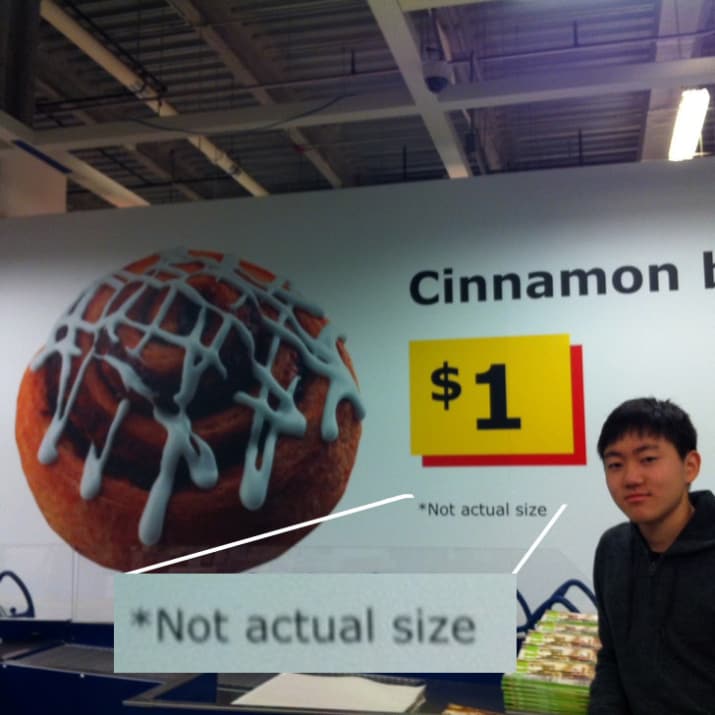 Cinnamon b
$1
*Not actual size
*Not actual size